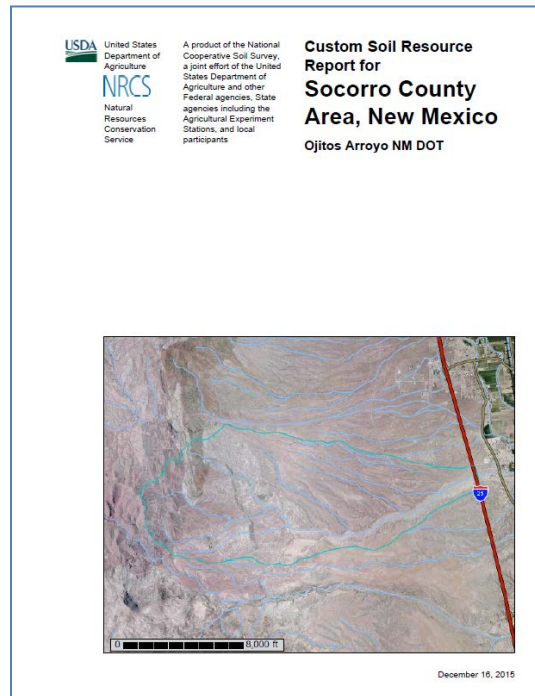 USDA
United States
Department of
Agriculture
NRCS
Natural
Resources
Conservation
Service
A product of the National
Cooperative Soil Survey,
a joint effort of the United
States Department of
Agriculture and other
Federal agencies, State
agencies including the
Agricultural Experiment
Stations, and local
participants
Custom Soil Resource
Report for
Socorro County
Area, New Mexico
Ojitos Arroyo NM DOT
25
0
8,000 ft
December 16, 2015